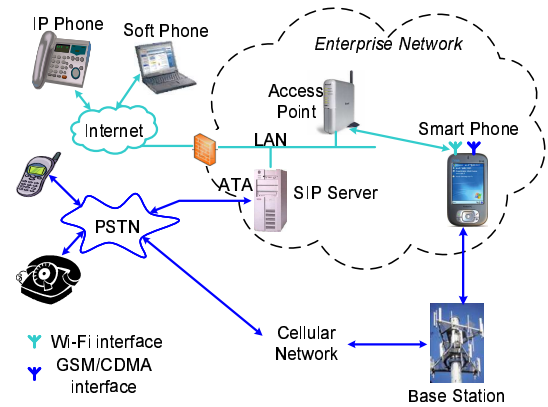 IP Phone
Soft Phone
Enterprise Network
Access
Point
Smart Phone
Internet
LAN
ATA
SIP Server
PSTN
Cellular
Network
Wi-Fi interface
GSM/CDMA
interface
Base Station